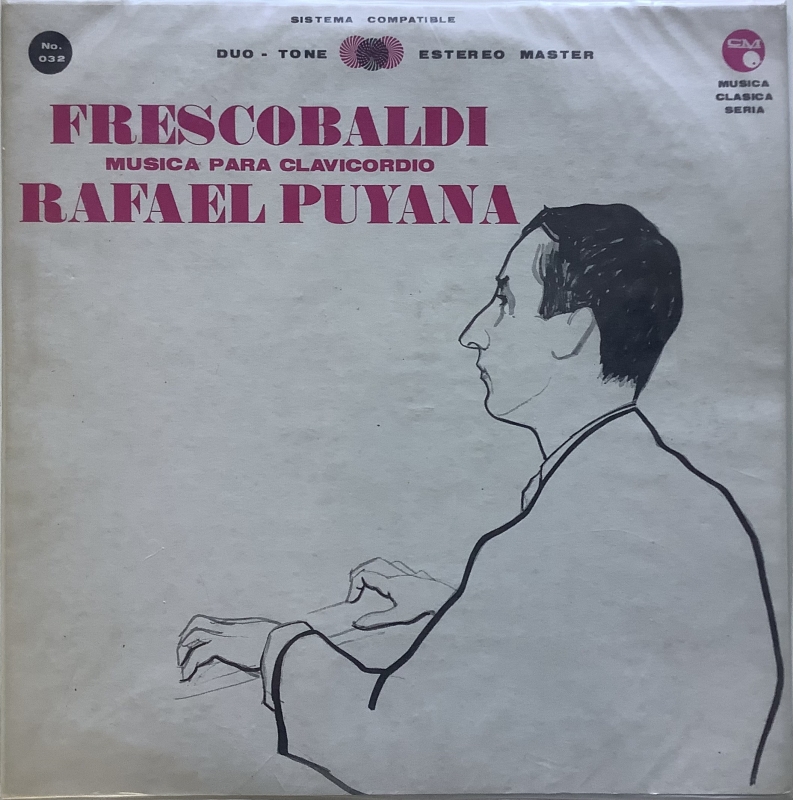 SISTEMA COMPATIBLE
No.
032
DUO - TONE ESTEREO MASTER
CM
MUSICA
CLASICA
SERIA
FRESCOBALDI
MUSICA PARA CLAVICORDIO
RAFAEL PUYANA